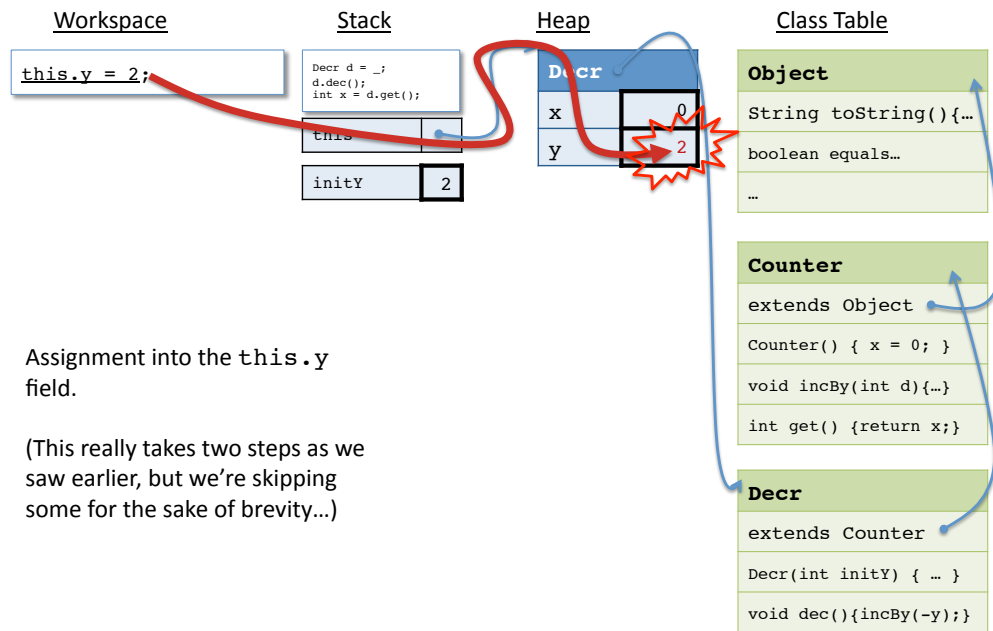 Workspace
Stack
Heap
Class Table
this.y = 2;
Decr d = _;
d.dec();
int x = d.get();
this
initY 2
Decr
x 0
y 2
Object
String toString(){…
boolean equals…
…
Counter
extends Object
Counter() { x = 0; }
void incBy(int d){…}
int get() {return x;}
Decr
extends Counter
Decr(int initY) { … }
void dec(){incBy(-y);}
Assignment into the this.y
field.
(This really takes two steps as we
saw earlier, but we're skipping
some for the sake of brevity…)